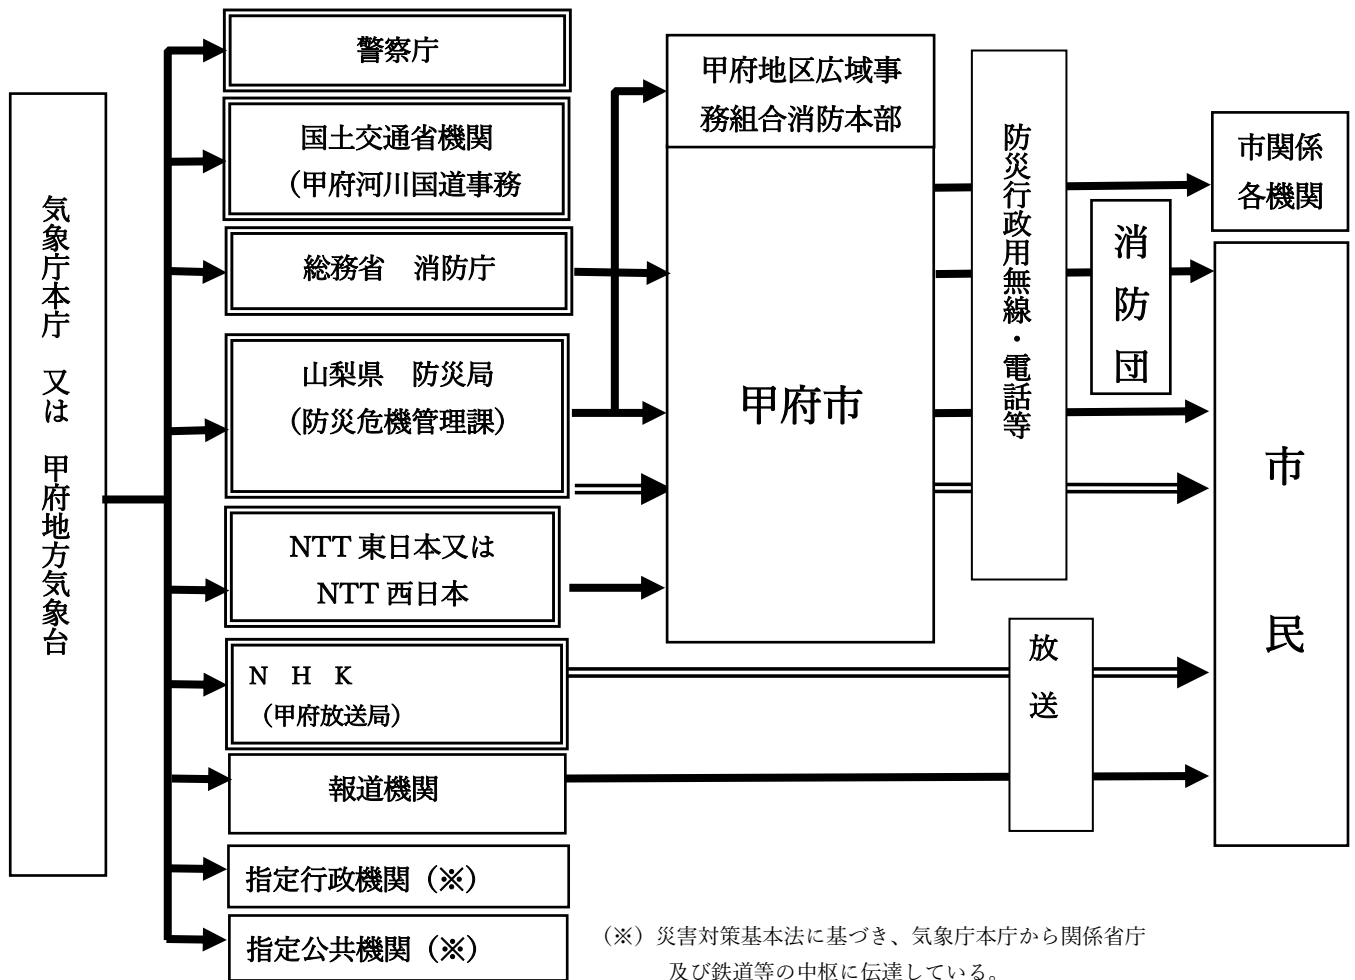 気象庁本庁　又は　甲府地方気象台
警察庁
国土交通省機関
（甲府河川国道事務
総務省　消防庁
山梨県　防災局
（防災危機管理課）
NTT 東日本又は
NTT 西日本
N　H　K
（甲府放送局）
報道機関
指定行政機関（※）
指定公共機関（※）
甲府地区広域事
務組合消防本部
甲府市
防災行政用無線・電話等
消防団
放送
市関係
各機関
市民
（※）災害対策基本法に基づき、気象庁本庁から関係省庁
及び鉄道等の中枢に伝達している。